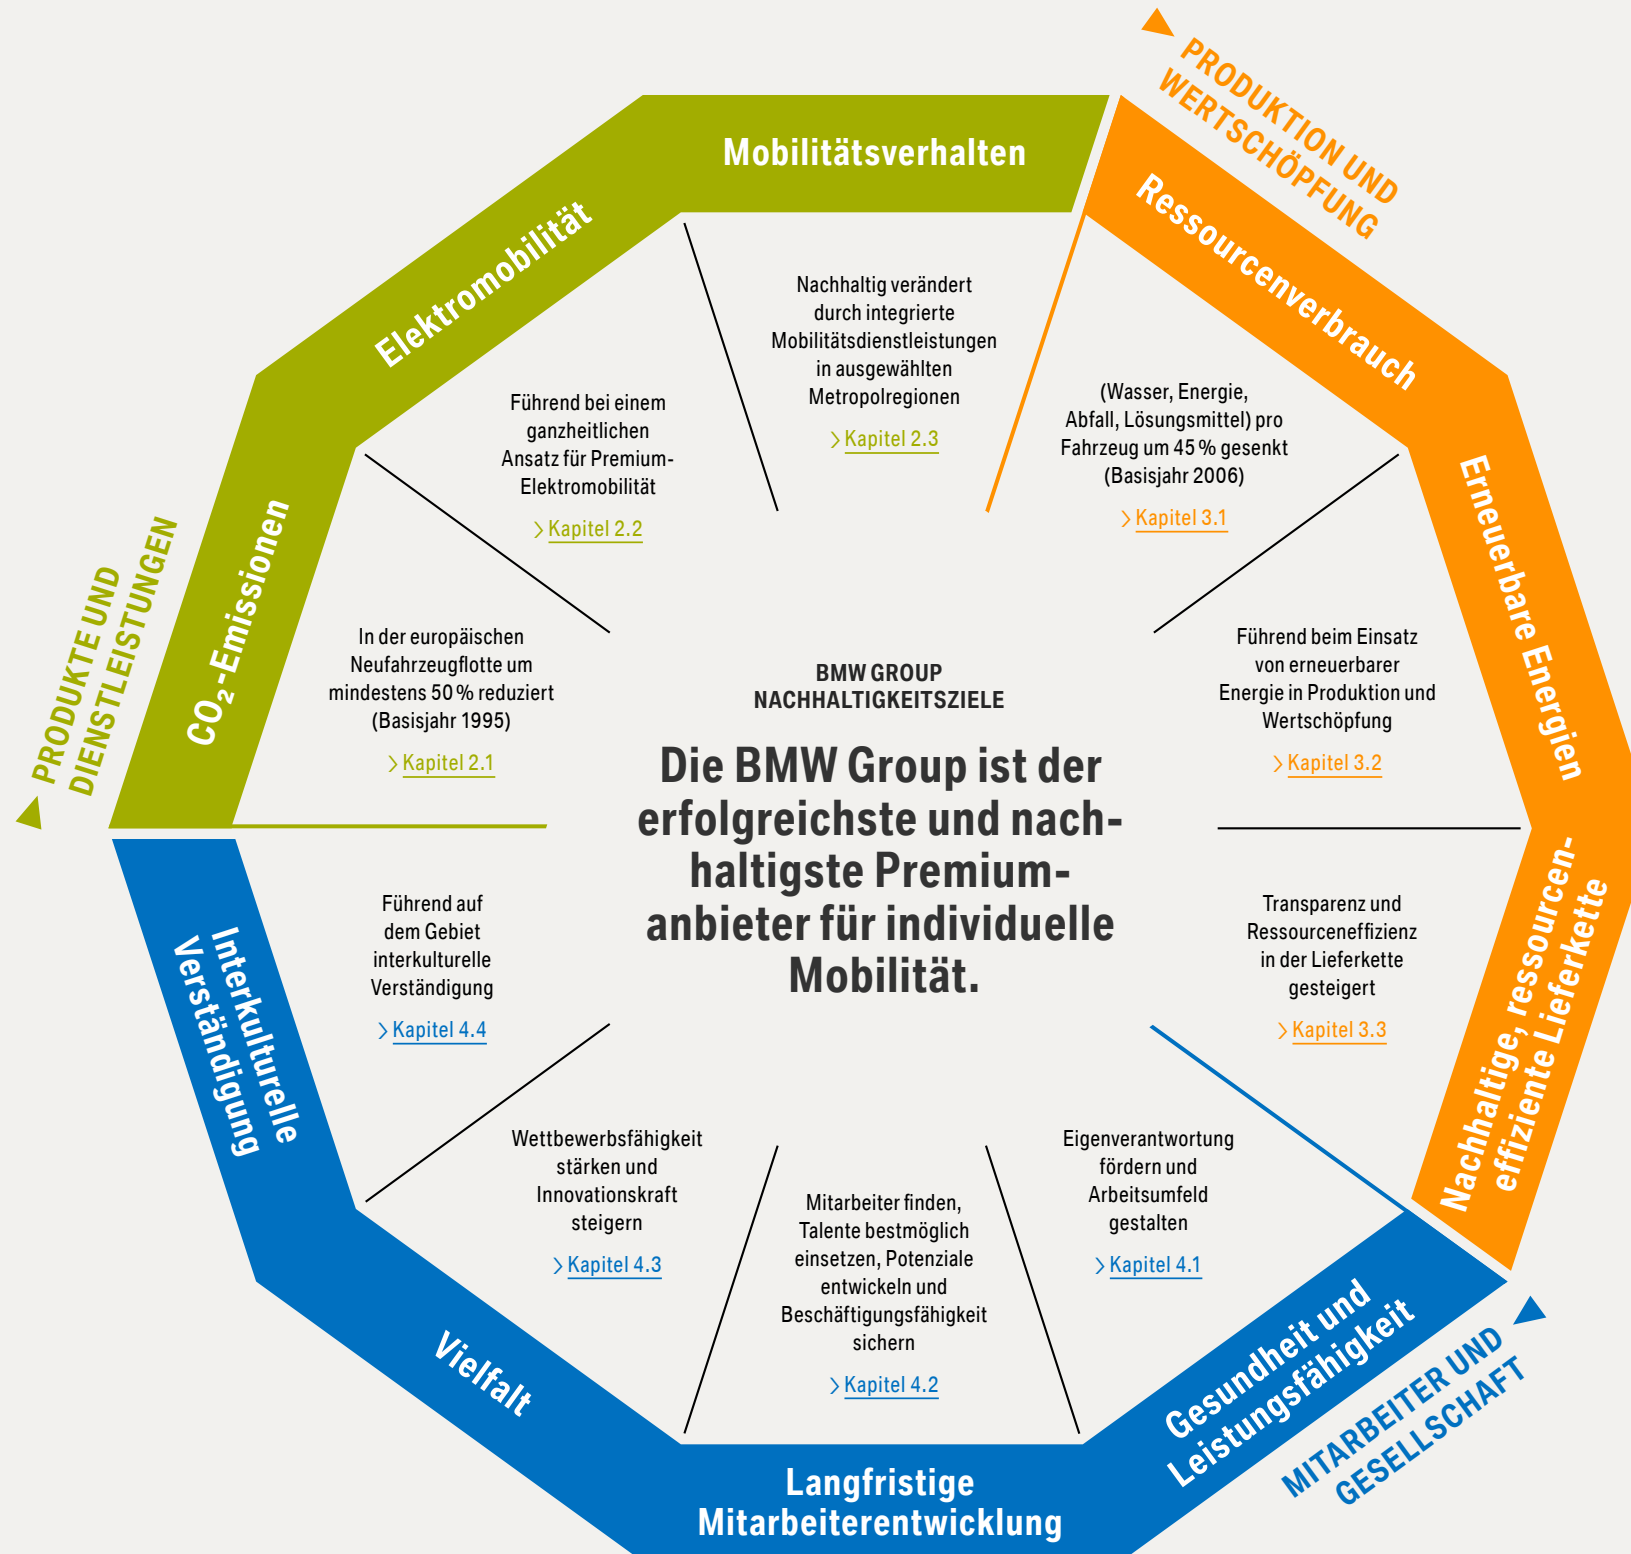 PRODUKTE UND
DIENSTLEISTUNGEN
CO₂-Emissionen
In der europäischen
Neufahrzeugflotte um
mindestens 50 % reduziert
(Basisjahr 1995)
Kapitel 2.1
Elektromobilität
Führend bei einem
ganzheitlichen
Ansatz für Premium-
Elektromobilität
Kapitel 2.2
Mobilitätsverhalten
Nachhaltig verändert
durch integrierte
Mobilitätsdienstleistungen
in ausgewählten
Metropolregionen
Kapitel 2.3
PRODUKTION UND
WERTSCHÖPFUNG
Ressourcenverbrauch
(Wasser, Energie,
Abfall, Lösungsmittel) pro
Fahrzeug um 45 % gesenkt
(Basisjahr 2006)
Kapitel 3.1
Erneuerbare Energien
Führend beim Einsatz
von erneuerbarer
Energie in Produktion und
Wertschöpfung
Kapitel 3.2
Nachhaltige, ressourcen-
effiziente Lieferkette
Transparenz und
Ressourceneffizienz
in der Lieferkette
gesteigert
Kapitel 3.3
MITARBEITER UND
GESELLSCHAFT
Gesundheit und
Leistungsfähigkeit
Eigenverantwortung
fördern und
Arbeitsumfeld
gestalten
Kapitel 4.1
Langfristige
Mitarbeiterentwicklung
Mitarbeiter finden,
Talente bestmöglich
einsetzen, Potenziale
entwickeln und
Beschäftigungsfähigkeit
sichern
Kapitel 4.2
Vielfalt
Wettbewerbsfähigkeit
stärken und
Innovationskraft
steigern
Kapitel 4.3
Interkulturelle
Verständigung
Führend auf
dem Gebiet
interkulturelle
Verständigung
Kapitel 4.4
BMW GROUP
NACHHALTIGKEITSZIELE
Die BMW Group ist der
erfolgreichste und nach-
haltigste Premium-
anbieter für individuelle
Mobilität.